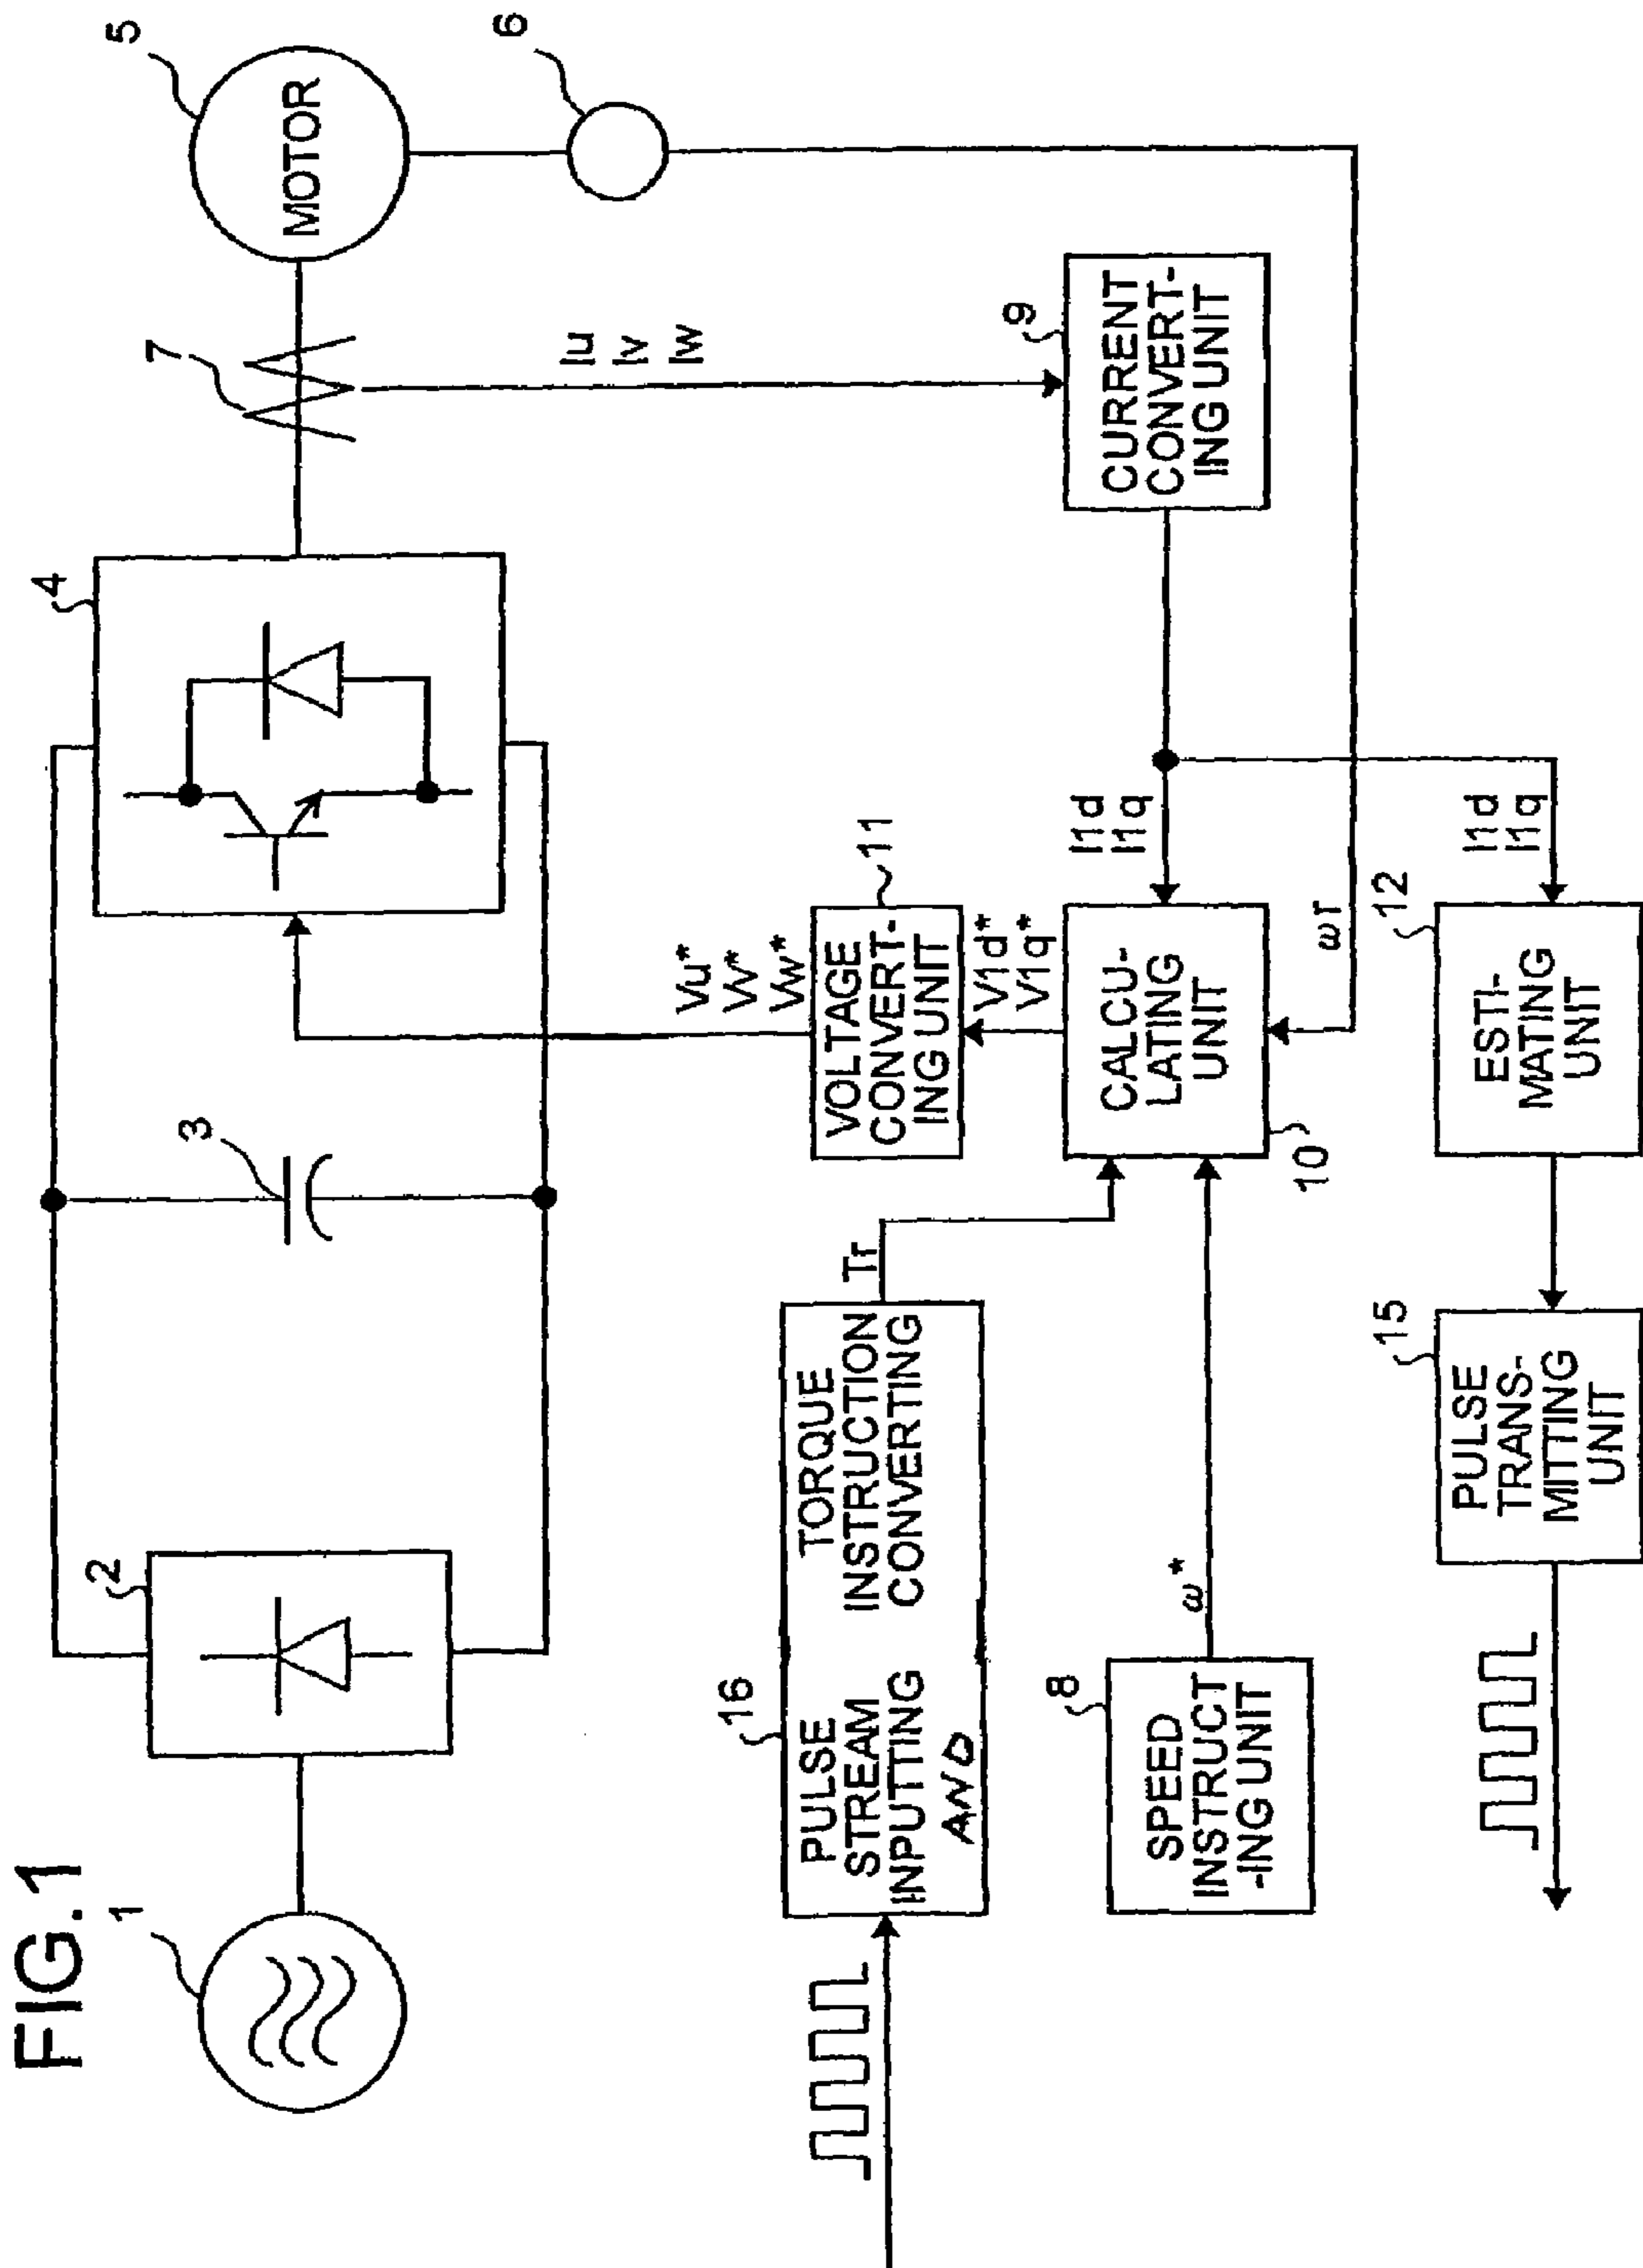 FIG.1
1
2
3
4
5
MOTOR
6
7
Iu
Iv
Iw
9
CURRENT
CONVERT-
ING UNIT
Vu*
Vv*
Vw*
11
VOLTAGE
CONVERT-
ING UNIT
V1d*
V1q*
I1d
I1q
CALCU-
LATING
UNIT
10
ωr
16
PULSE
STREAM
INPUTTING
AND
TORQUE
INSTRUCTION
CONVERTING
Tr
8
SPEED
INSTRUCT
-ING UNIT
ω*
I1d
I1q
12
ESTI-
MATING
UNIT
15
PULSE
TRANS-
MITTING
UNIT